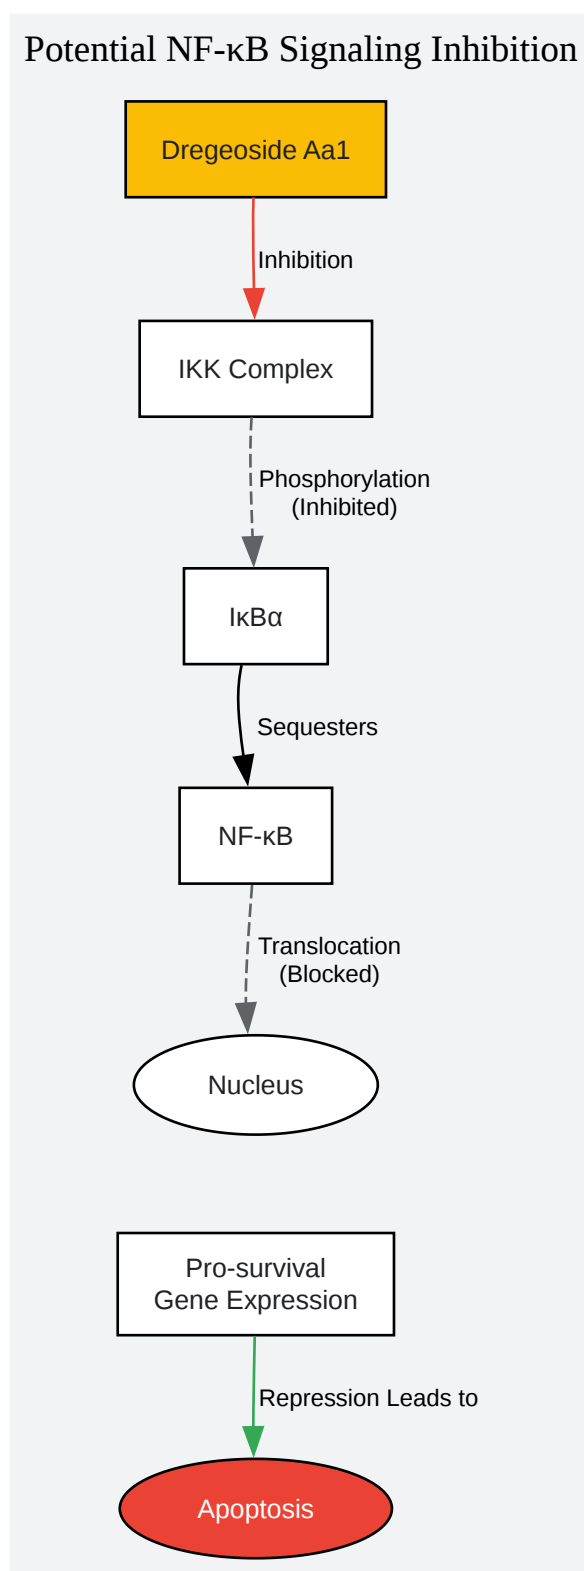 Potential NF-κB Signaling Inhibition
Dregeoside Aa1
Inhibition
IKK Complex
Phosphorylation
(Inhibited)
IκBα
Sequesters
NF-κB
Translocation
(Blocked)
Nucleus
Pro-survival
Gene Expression
Repression Leads to
Apoptosis